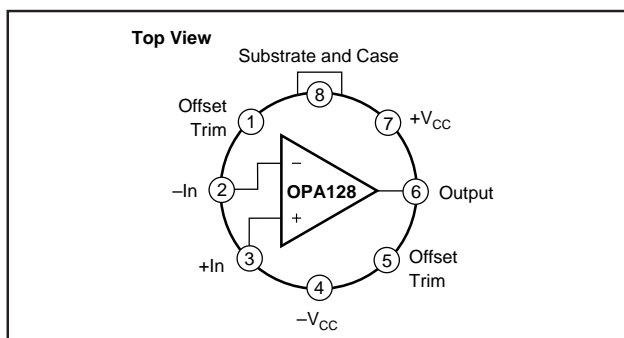 Top View
Substrate and Case
8
Offset
Trim
1
7
+VCC
–In
2
–
OPA128
6
Output
+
+In
3
5
Offset
Trim
4
–VCC